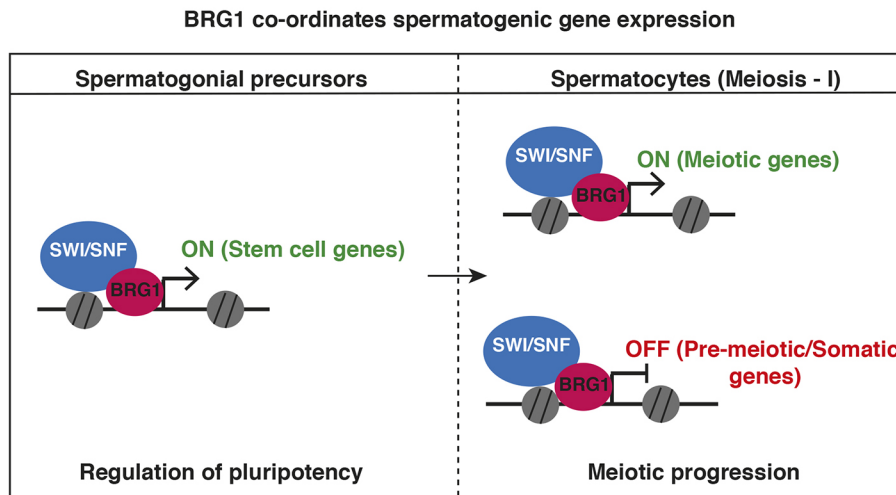 BRG1 co-ordinates spermatogenic gene expression
Spermatogonial precursors
Spermatocytes (Meiosis - I)
SWI/SNF
BRG1
ON (Stem cell genes)
SWI/SNF
BRG1
ON (Meiotic genes)
SWI/SNF
BRG1
OFF (Pre-meiotic/Somatic
genes)
Regulation of pluripotency
Meiotic progression